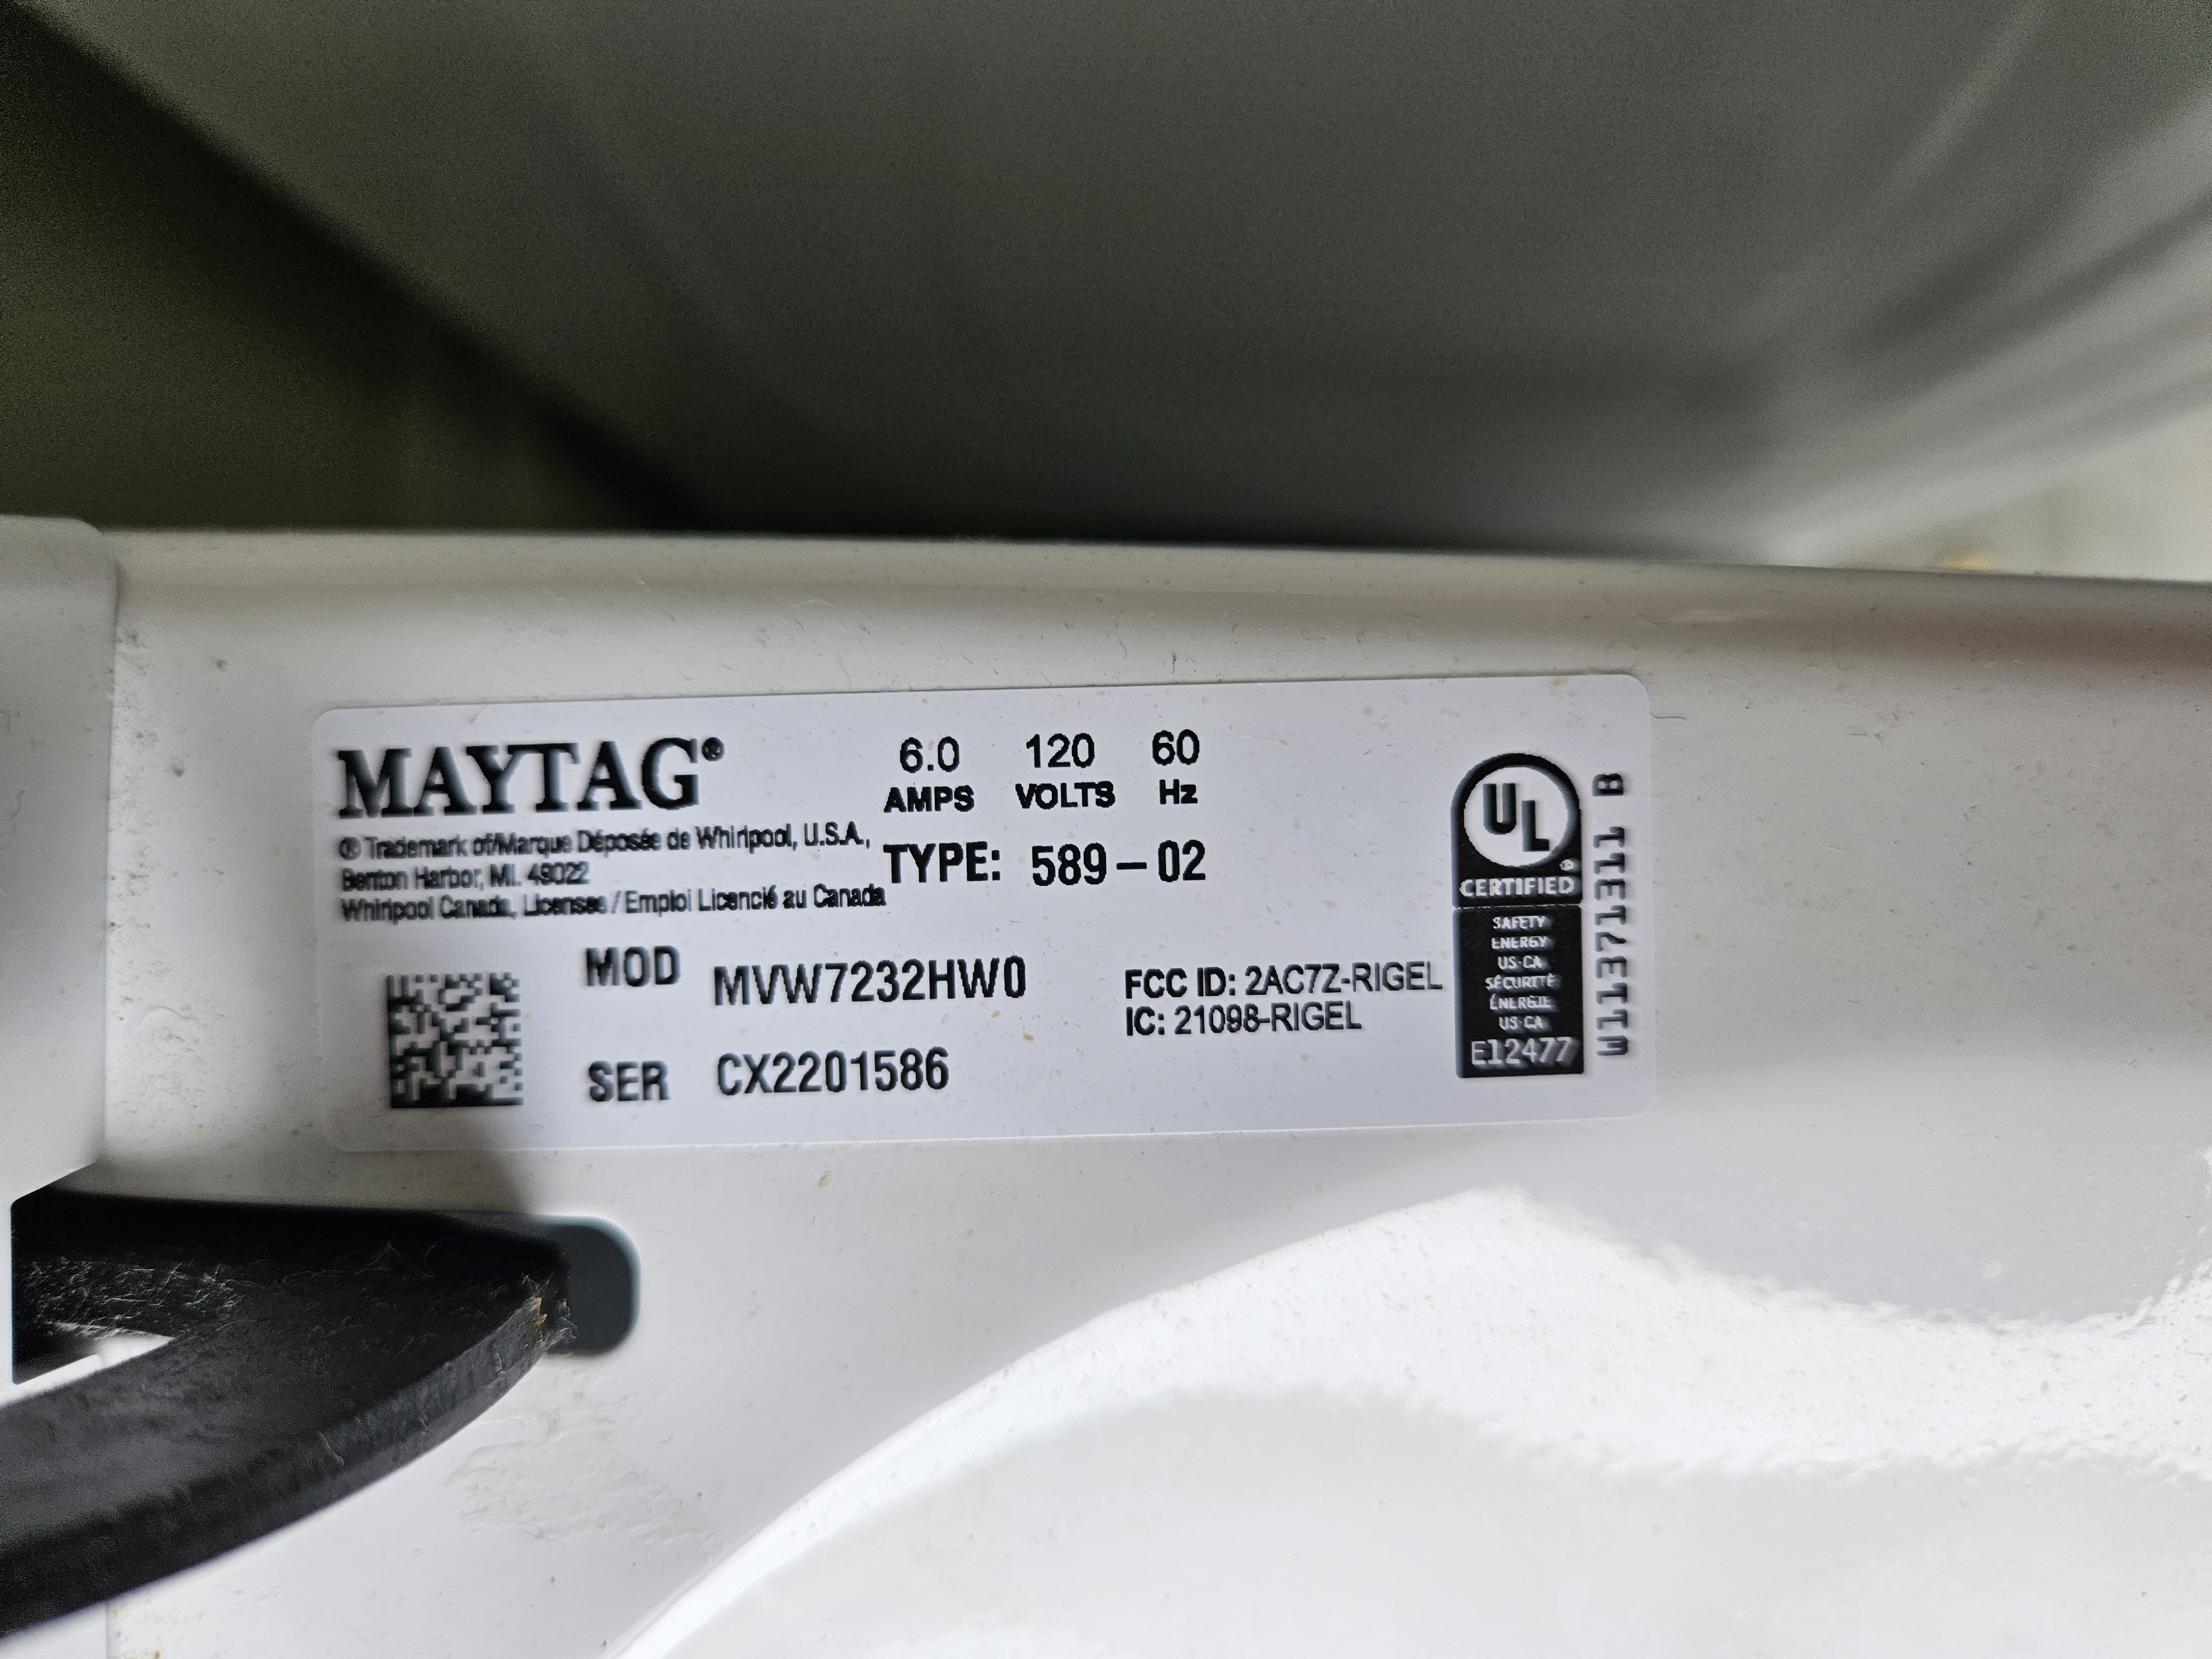 MAYTAG®
® Trademark of/Marque Déposée de Whirlpool, U.S.A.,
Benton Harbor, MI. 49022
Whirlpool Canada, Licensee / Emploi Licencié au Canada
6.0 120 60
AMPS VOLTS Hz
TYPE: 589-02
MOD MVW7232HW0
SER CX2201586
FCC ID: 2AC7Z-RIGEL
IC: 21098-RIGEL
UL®
CERTIFIED
SAFETY
ENERGY
US-CA
SÉCURITÉ
ÉNERGIE
US-CA
E12477
W11371311 B